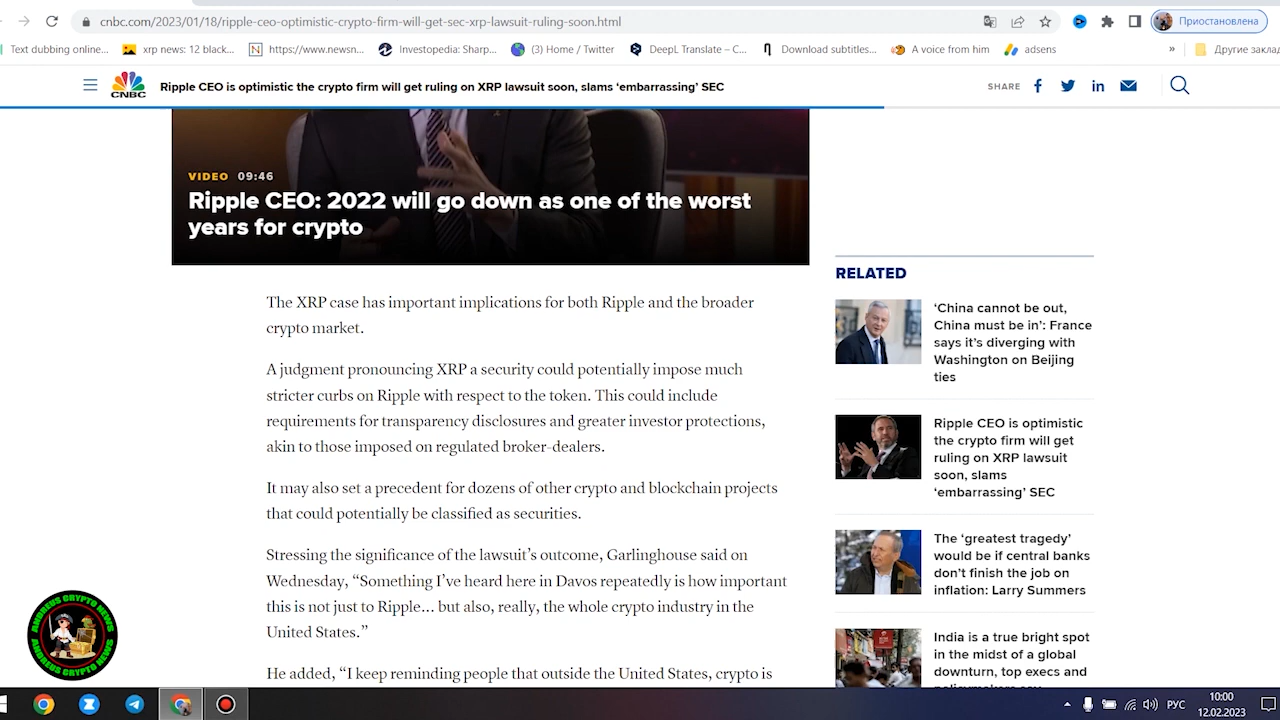 cnbc.com/2023/01/18/ripple-ceo-optimistic-crypto-firm-will-get-sec-xrp-lawsuit-ruling-soon.html
Приостановлена
Text dubbing online...
xrp news: 12 black...
https://www.newsn...
Investopedia: Sharp...
(3) Home / Twitter
DeepL Translate – C...
Download subtitles...
A voice from him
adsens
»
Другие закла
CNBC
Ripple CEO is optimistic the crypto firm will get ruling on XRP lawsuit soon, slams ‘embarrassing’ SEC
SHARE
VIDEO 09:46
Ripple CEO: 2022 will go down as one of the worst
years for crypto
The XRP case has important implications for both Ripple and the broader
crypto market.
A judgment pronouncing XRP a security could potentially impose much
stricter curbs on Ripple with respect to the token. This could include
requirements for transparency disclosures and greater investor protections,
akin to those imposed on regulated broker-dealers.
It may also set a precedent for dozens of other crypto and blockchain projects
that could potentially be classified as securities.
Stressing the significance of the lawsuit’s outcome, Garlinghouse said on
Wednesday, “Something I’ve heard here in Davos repeatedly is how important
this is not just to Ripple… but also, really, the whole crypto industry in the
United States.”
He added, “I keep reminding people that outside the United States, crypto is
RELATED
‘China cannot be out,
China must be in’: France
says it’s diverging with
Washington on Beijing
ties
Ripple CEO is optimistic
the crypto firm will get
ruling on XRP lawsuit
soon, slams
‘embarrassing’ SEC
The ‘greatest tragedy’
would be if central banks
don’t finish the job on
inflation: Larry Summers
India is a true bright spot
in the midst of a global
downturn, top execs and
policymakers say
ANDREUS CRYPTO NEWS
ANDREUS CRYPTO NEWS
РУС
10:00
12.02.2023